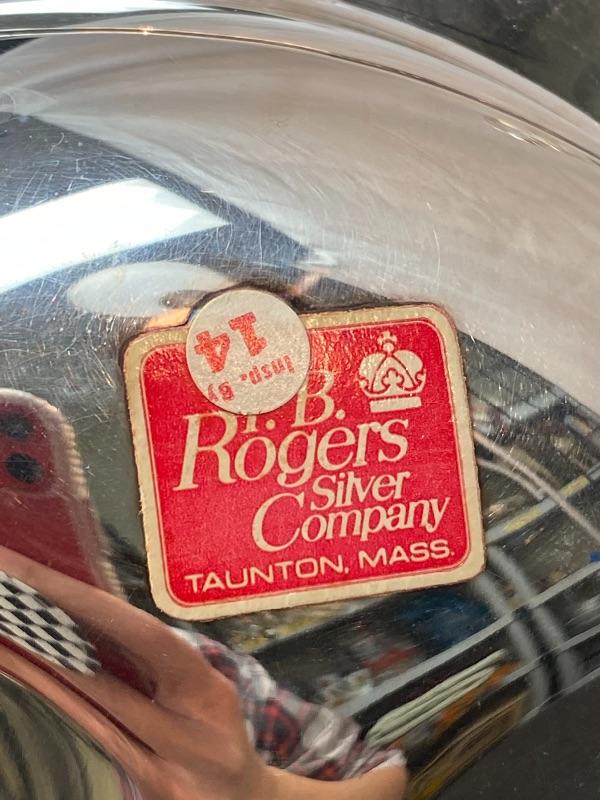 Insp. BY
14
B.
Rogers
Silver
Company
TAUNTON, MASS.